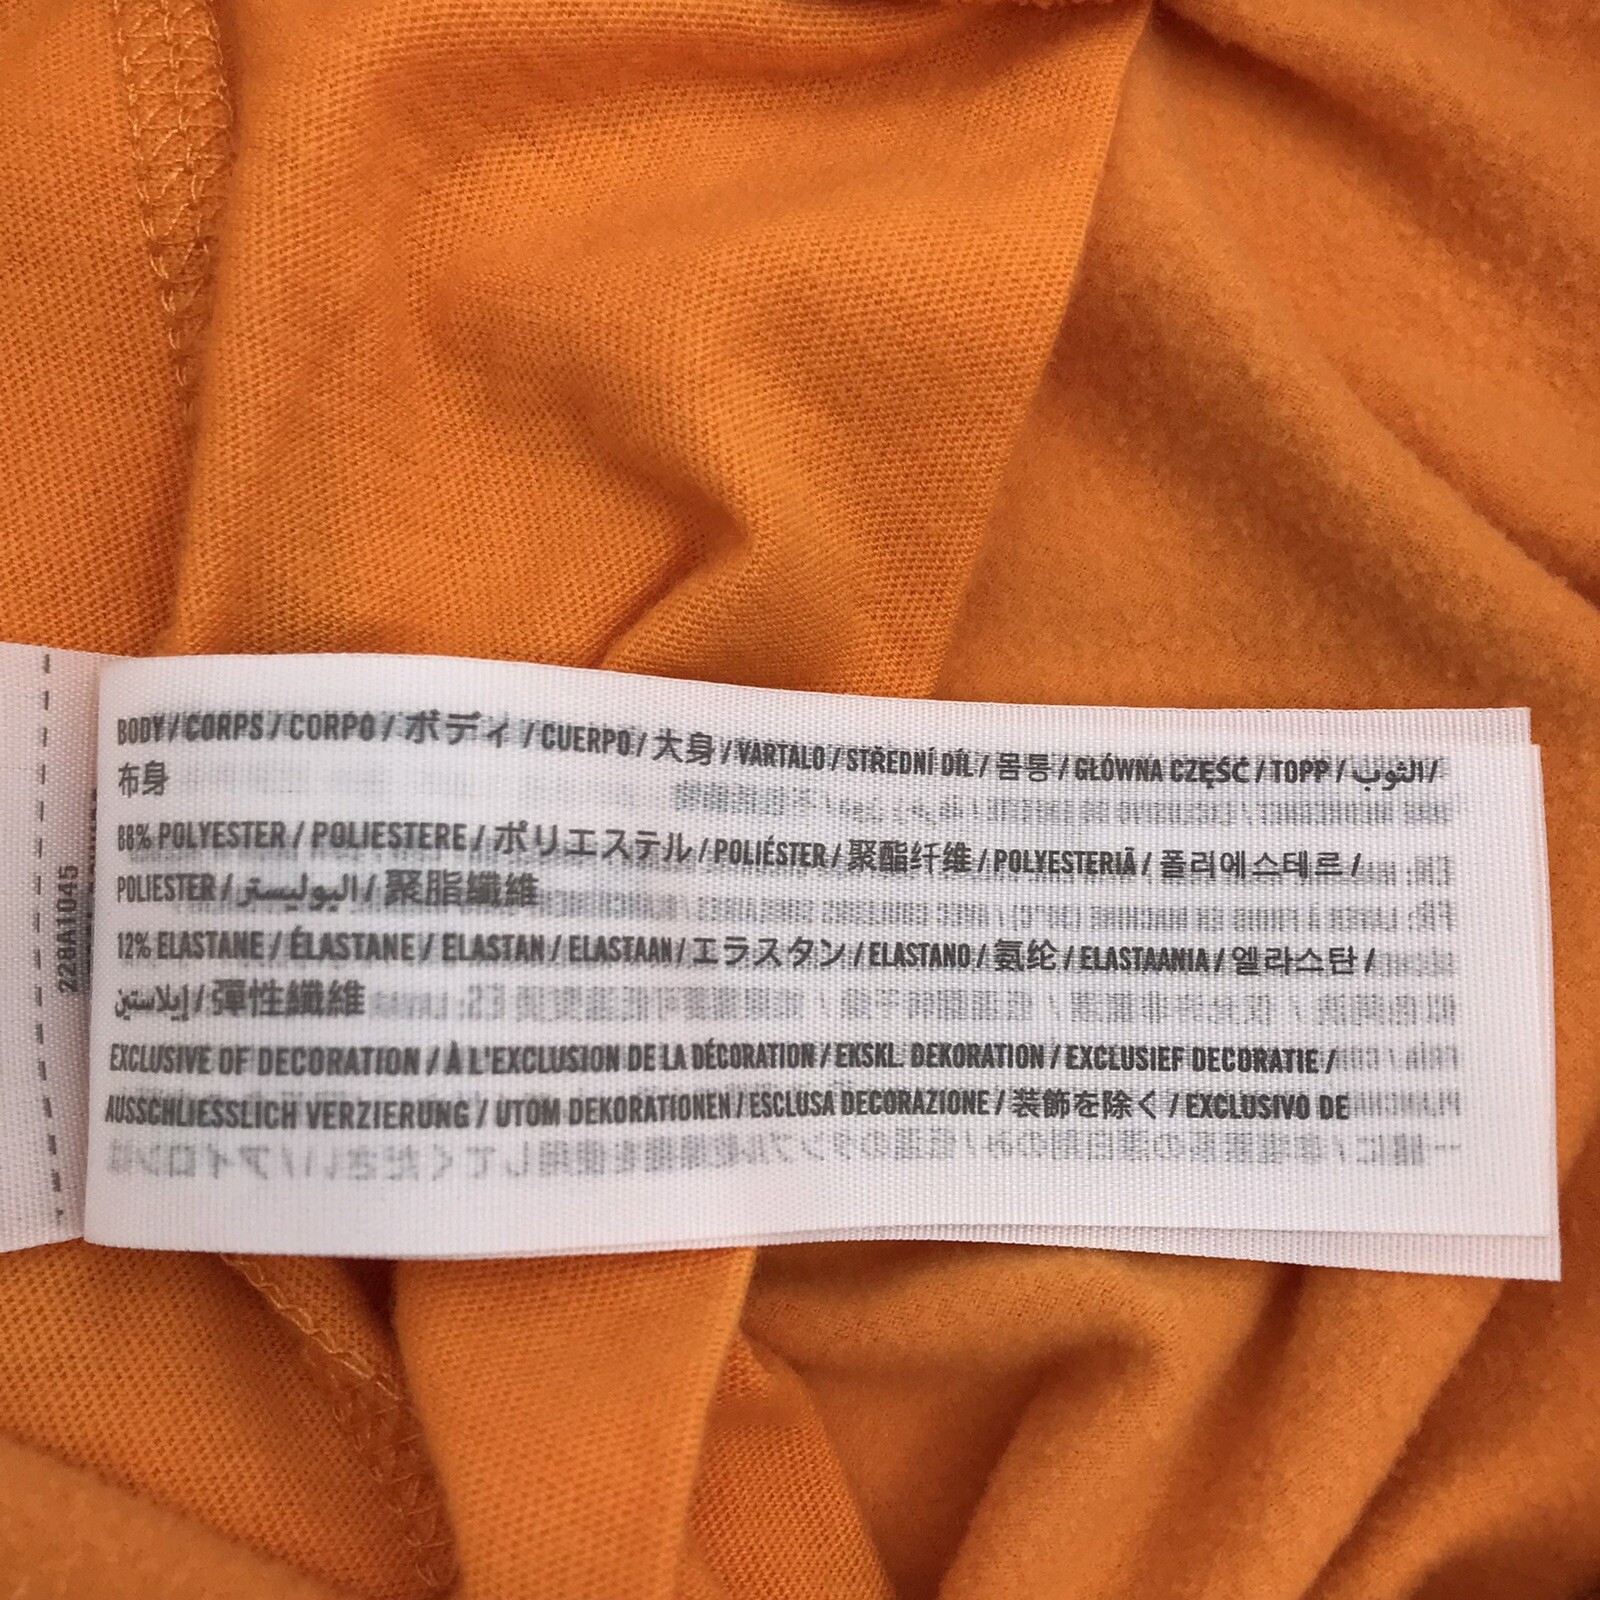 BODY / CORPS / CORPO / ボディ / CUERPO / 大身 / VARTALO / STŘEDNÍ DÍL / 몸통 / GŁÓWNA CZĘŚĆ / TOPP / الثوب /
布身
88% POLYESTER / POLIESTERE / ポリエステル / POLIÉSTER / 聚酯纤维 / POLYESTERIÄ / 폴리에스테르 /
POLIESTER / البوليستر / 聚脂纖維
12% ELASTANE / ÉLASTANE / ELASTAN / ELASTAAN / エラスタン / ELASTANO / 氨纶 / ELASTAANIA / 엘라스탄 /
إيلاستين / 彈性纖維
EXCLUSIVE OF DECORATION / À L'EXCLUSION DE LA DÉCORATION / EKSKL. DEKORATION / EXCLUSIEF DECORATIE /
AUSSCHLIESSLICH VERZIERUNG / UTOM DEKORATIONEN / ESCLUSA DECORAZIONE / 装飾を除く / EXCLUSIVO DE
228A1045